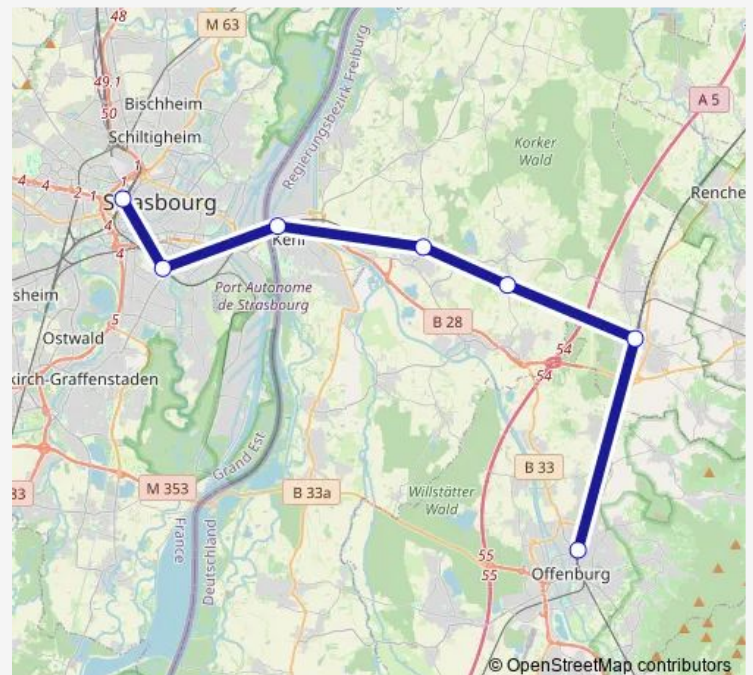 48
M 63
49.1
50
Bischheim
Schiltigheim
Regierungsbezirk Freiburg
A 5
Korker
Wald
4 4 2 1 1
Strasbourg
Renche
4
4
Kehl
Port Autonome
de Strasbourg
sheim
5
B 28
54
54
Ostwald
kirch-Graffenstaden
Grand Est
B 33
M 353
B 33a
Willstätter
Wald
France
Deutschland
55
55
Offenburg
© OpenStreetMap contributors